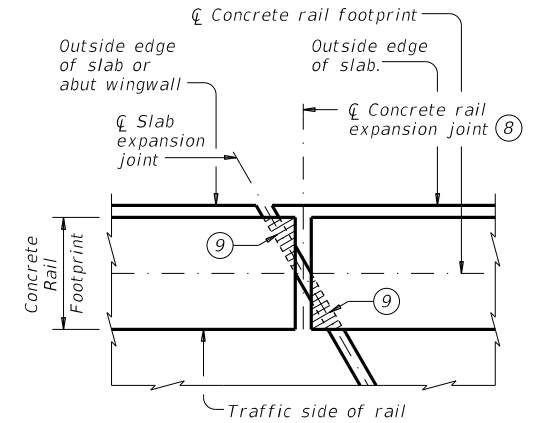 ℄ Concrete rail footprint
Outside edge
of slab or
abut wingwall
Outside edge
of slab.
℄ Slab
expansion
joint
℄ Concrete rail
expansion joint 8
Concrete
Rail
Footprint
9
9
Traffic side of rail